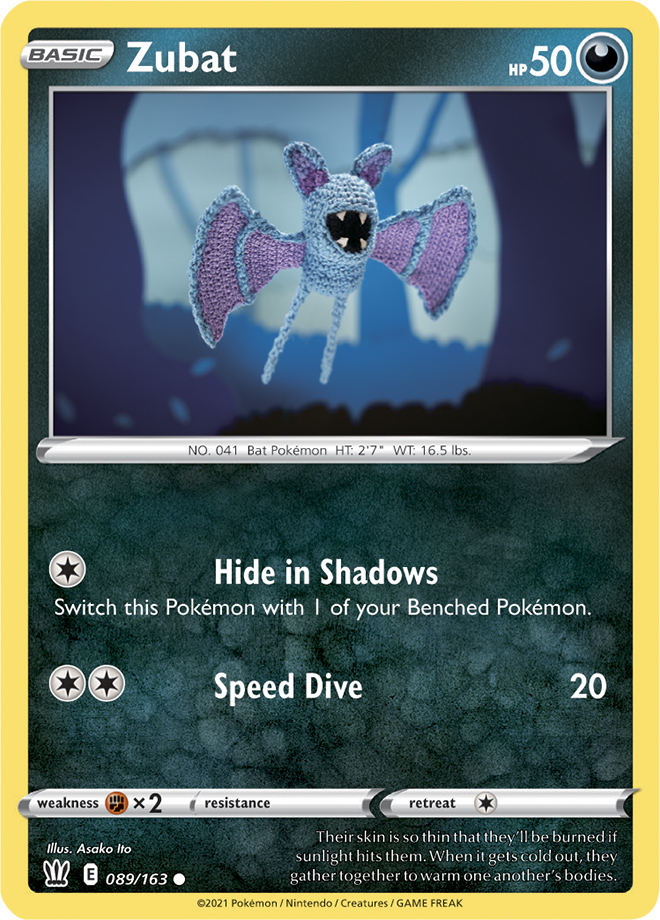 BASIC Zubat HP 50
NO. 041 Bat Pokémon HT: 2'7" WT: 16.5 lbs.
Hide in Shadows
Switch this Pokémon with 1 of your Benched Pokémon.
Speed Dive 20
weakness ×2 resistance retreat
Illus. Asako Ito
E 089/163
Their skin is so thin that they'll be burned if
sunlight hits them. When it gets cold out, they
gather together to warm one another's bodies.
©2021 Pokémon / Nintendo / Creatures / GAME FREAK